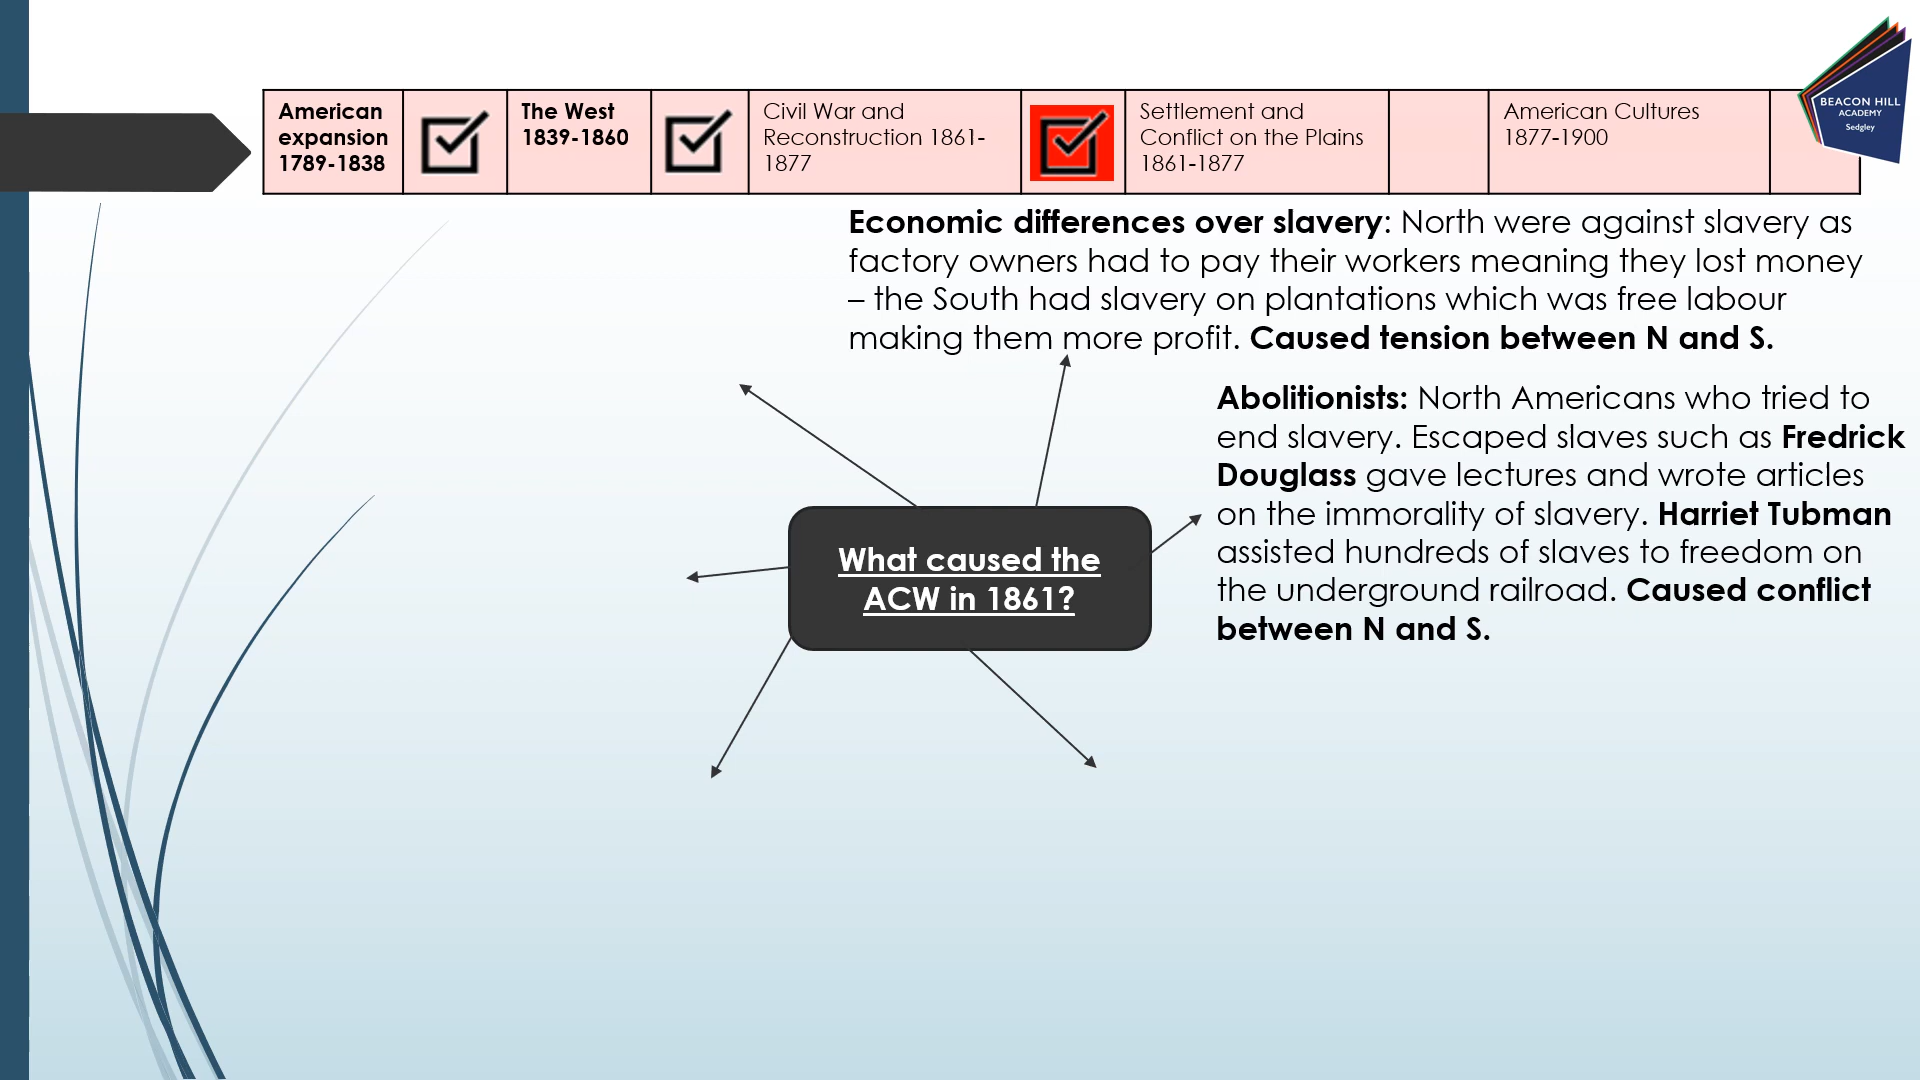 American
expansion
1789-1838
The West
1839-1860
Civil War and
Reconstruction 1861-
1877
Settlement and
Conflict on the Plains
1861-1877
American Cultures
1877-1900
BEACON HILL
ACADEMY
Sedgley
Economic differences over slavery: North were against slavery as
factory owners had to pay their workers meaning they lost money
– the South had slavery on plantations which was free labour
making them more profit. Caused tension between N and S.
Abolitionists: North Americans who tried to
end slavery. Escaped slaves such as Fredrick
Douglass gave lectures and wrote articles
on the immorality of slavery. Harriet Tubman
assisted hundreds of slaves to freedom on
the underground railroad. Caused conflict
between N and S.
What caused the
ACW in 1861?